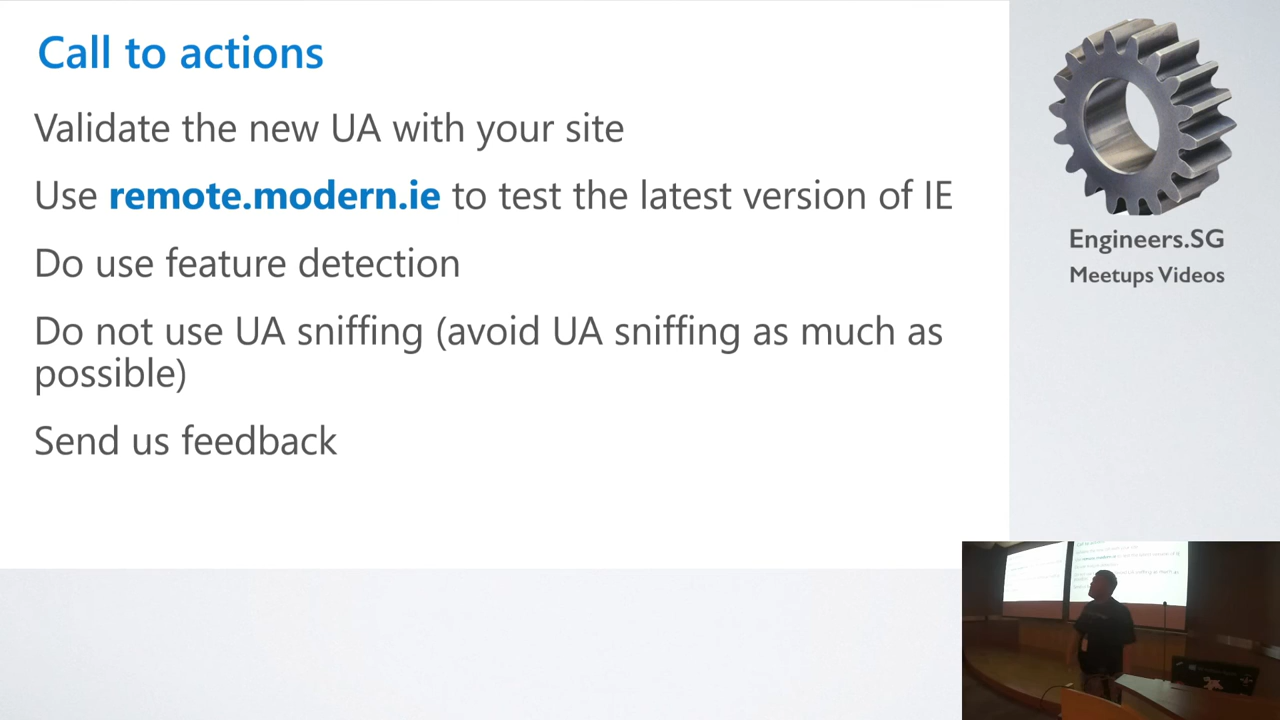 Call to actions
Validate the new UA with your site
Use remote.modern.ie to test the latest version of IE
Do use feature detection
Do not use UA sniffing (avoid UA sniffing as much as
possible)
Send us feedback
Engineers.SG
Meetups Videos